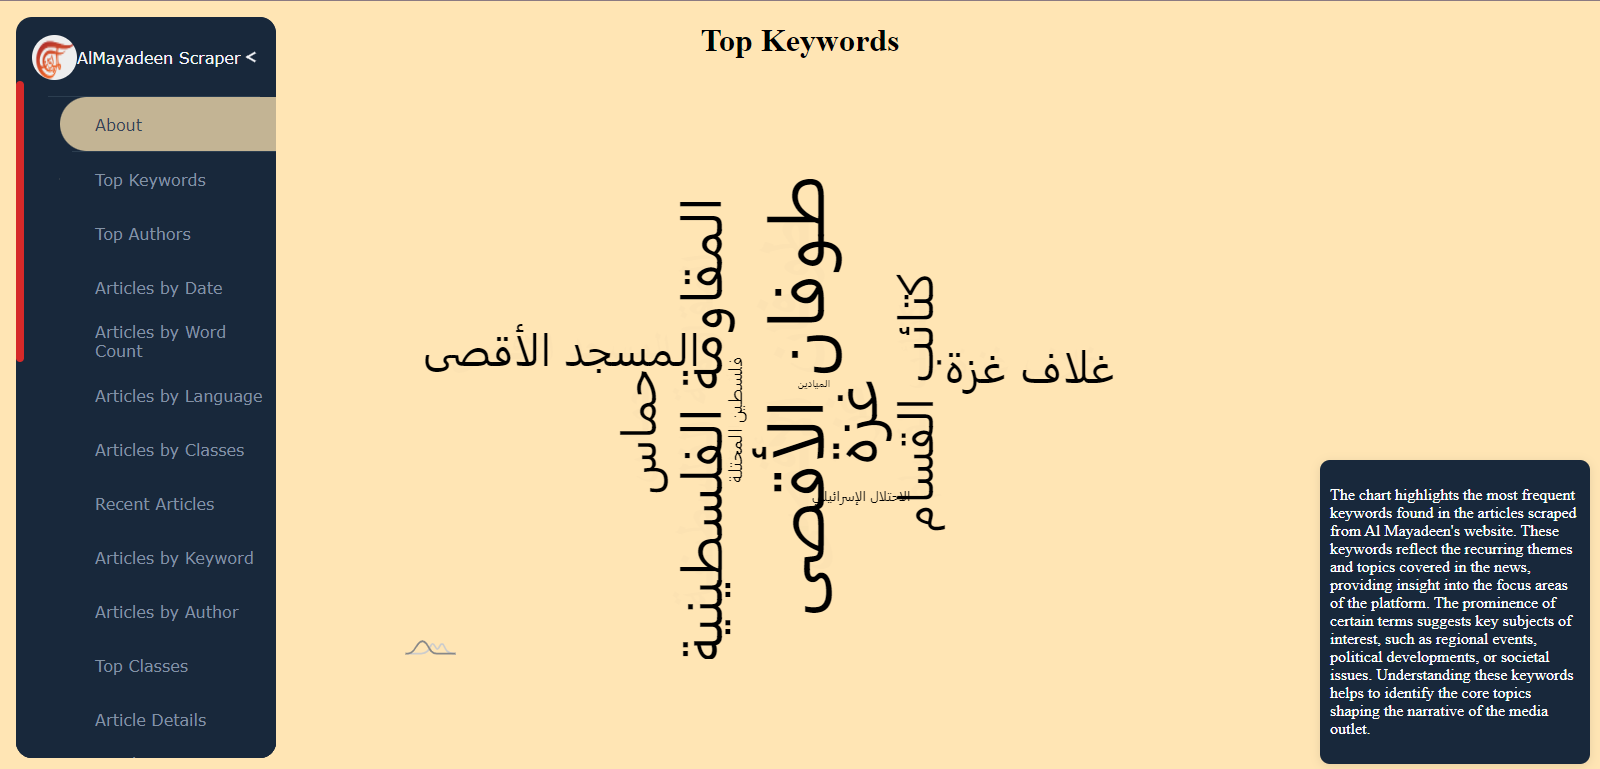 Top Keywords
AlMayadeen Scraper <
About
Top Keywords
Top Authors
Articles by Date
Articles by Word
Count
Articles by Language
Articles by Classes
Recent Articles
Articles by Keyword
Articles by Author
Top Classes
Article Details
المسجد الأقصى
حماس
المقاومة الفلسطينية
فلسطين المحتلة
طوفان الأقصى
الميادين
غزة
الاحتلال الإسرائيلي
كتائب القسام
غلاف غزة
The chart highlights the most frequent
keywords found in the articles scraped
from Al Mayadeen's website. These
keywords reflect the recurring themes
and topics covered in the news,
providing insight into the focus areas
of the platform. The prominence of
certain terms suggests key subjects of
interest, such as regional events,
political developments, or societal
issues. Understanding these keywords
helps to identify the core topics
shaping the narrative of the media
outlet.